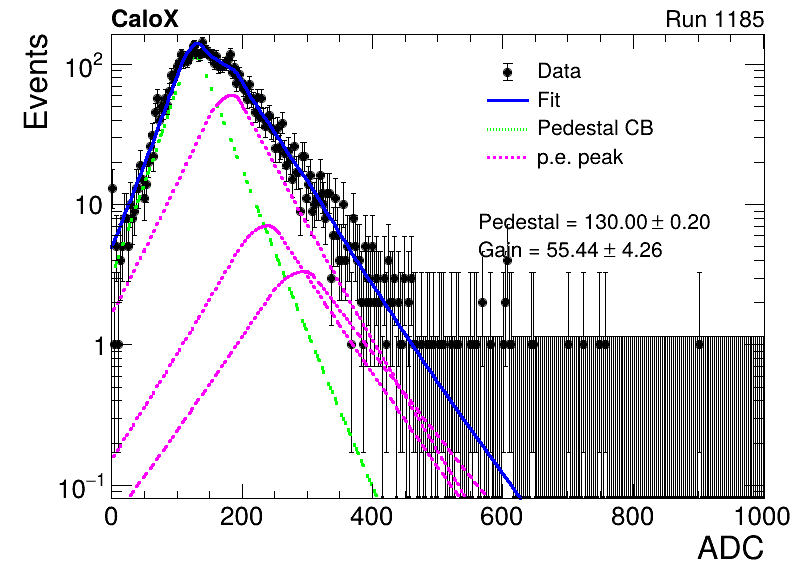 CaloX Run 1185
Events
Data
Fit
Pedestal CB
p.e. peak
Pedestal = 130.00 ± 0.20
Gain = 55.44 ± 4.26
10²
10
1
10⁻¹
0 200 400 600 800 1000
ADC